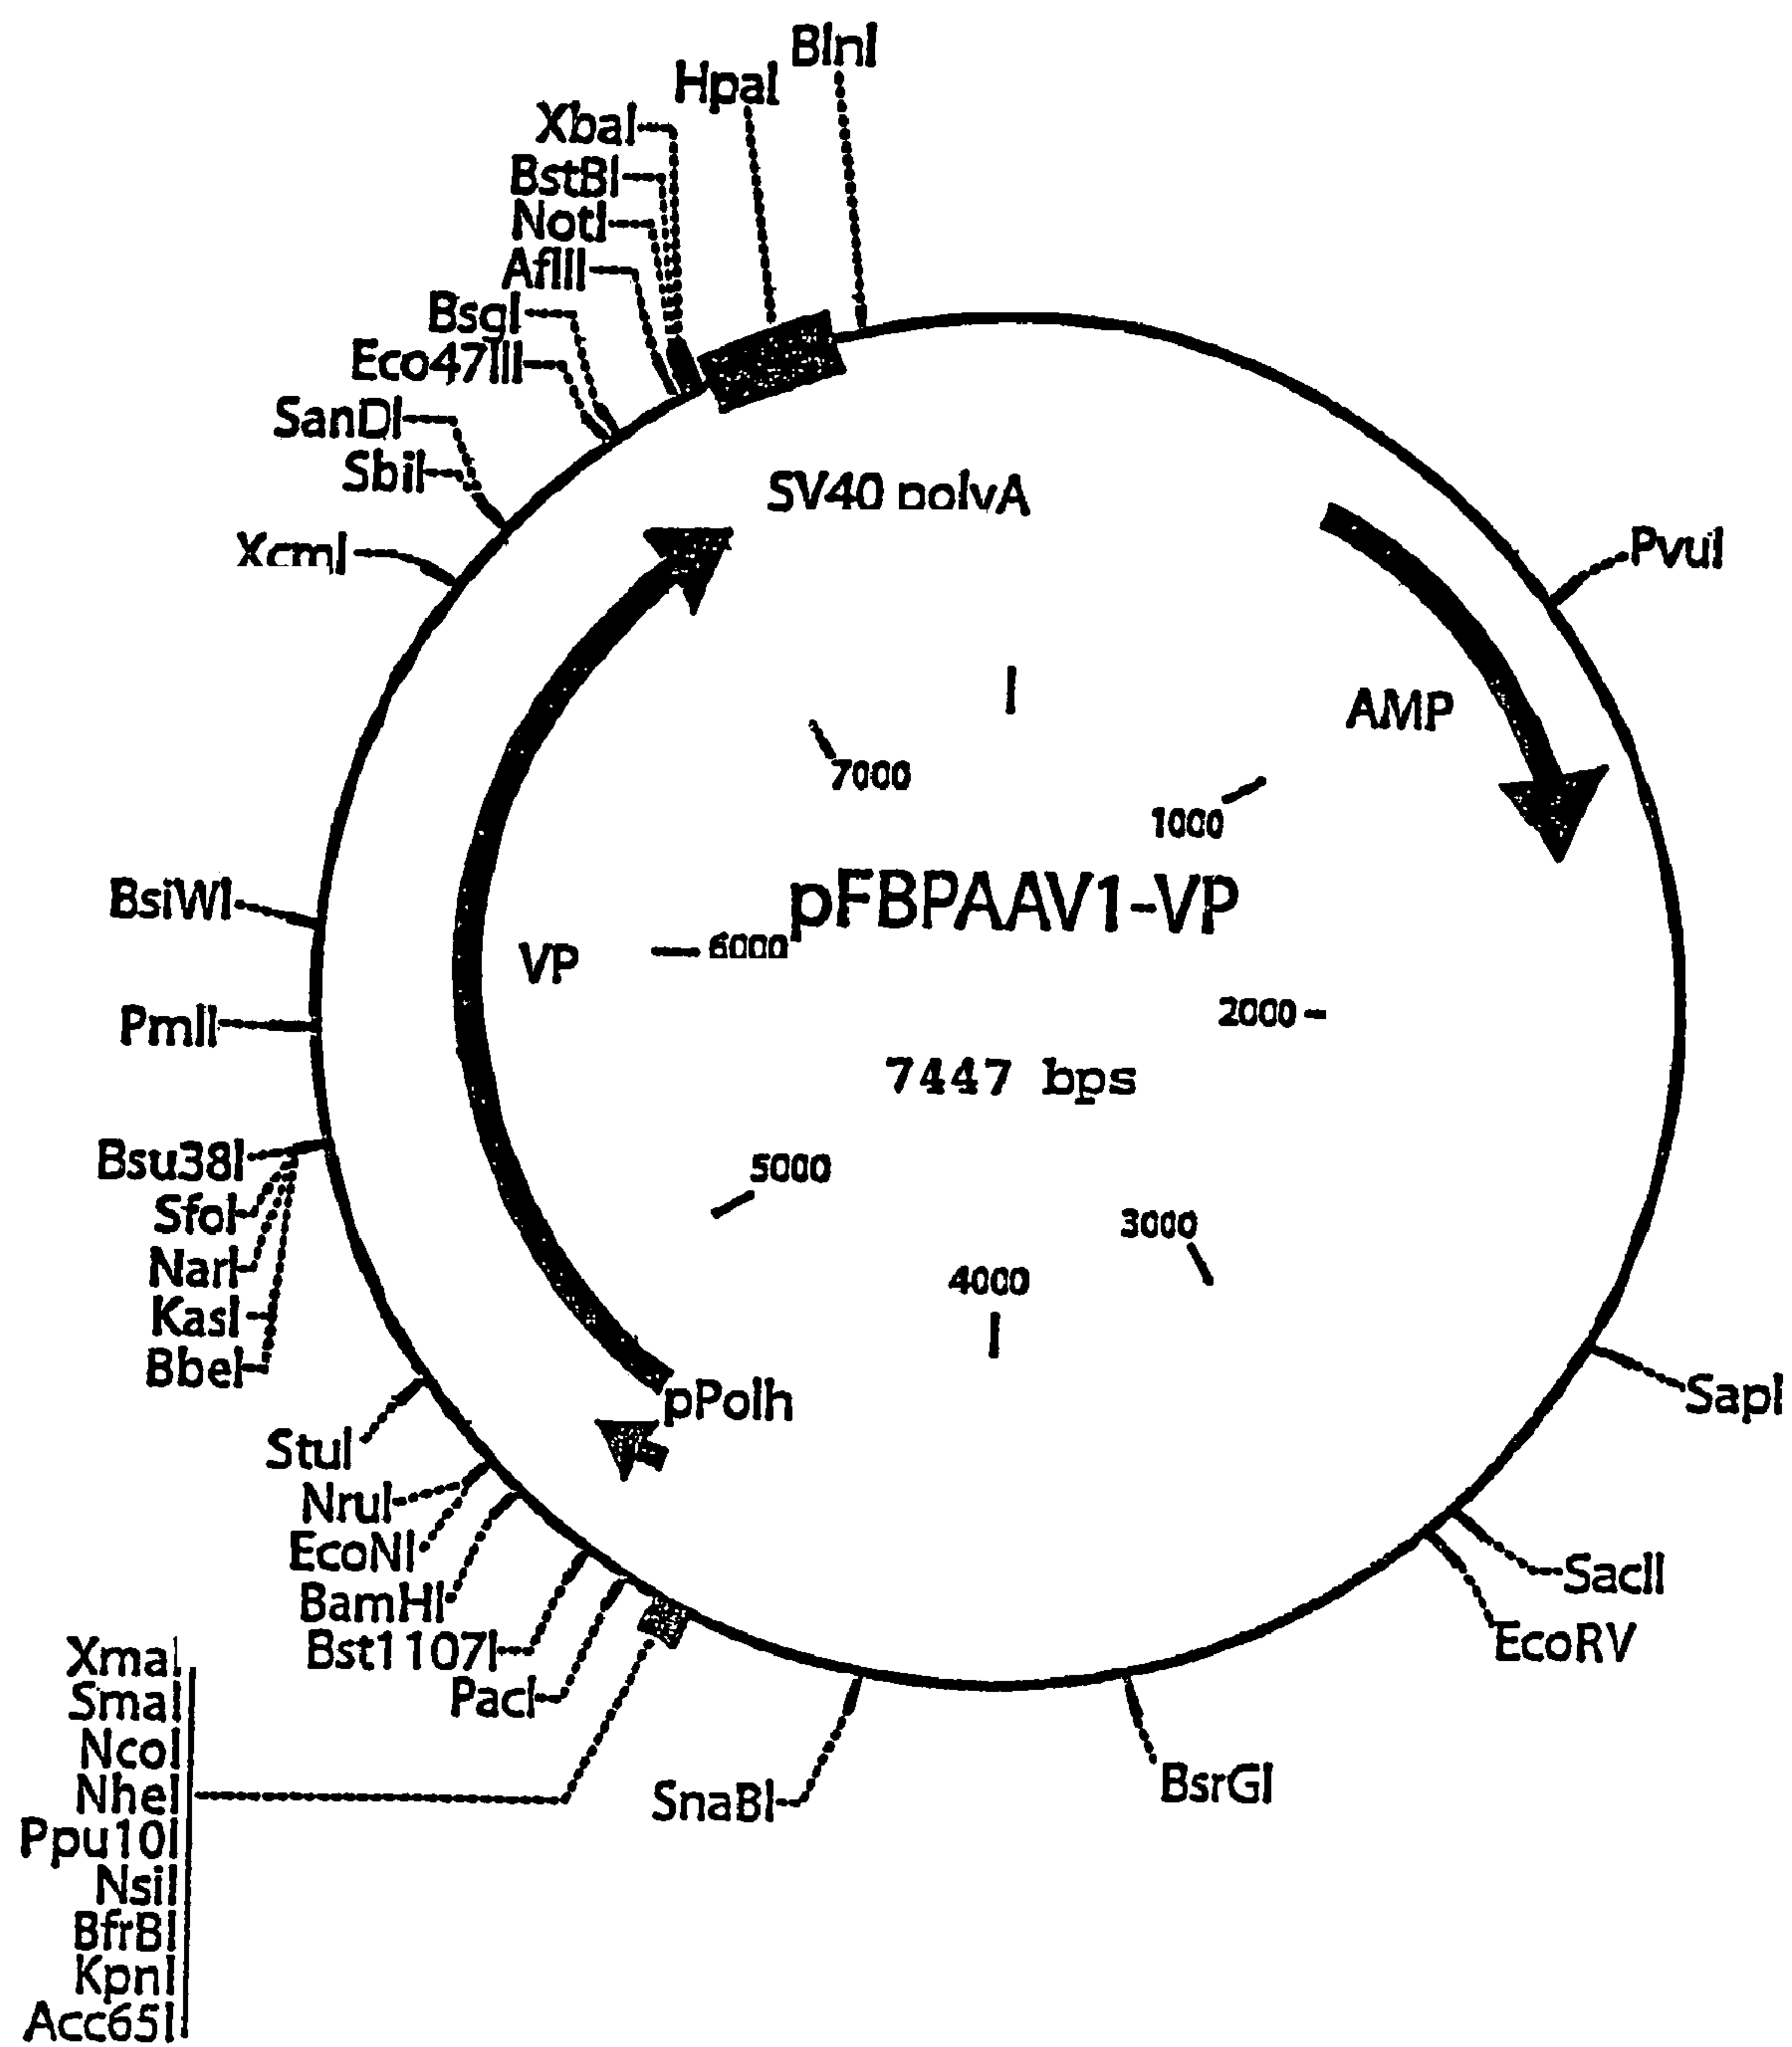 BlnI
HpaI
XbaI
BstBI
NotI
AflII
BsgI
Eco47III
SanDI
SbiI
XcmI
SV40 polyA
PvuI
AMP
7000
1000
BsiWI
pFBPAAV1-VP
VP
6000
2000
PmlI
7447 bps
Bsu38I
5000
SfoI
3000
NarI
4000
KasI
BbeI
SapI
pPolh
StuI
NruI
EcoNI
SacII
BamHI
EcoRV
Bst1107I
XmaI
PacI
SmaI
NcoI
BsrGI
NheI
SnaBI
Ppu10I
NsiI
BfrBI
KpnI
Acc65I